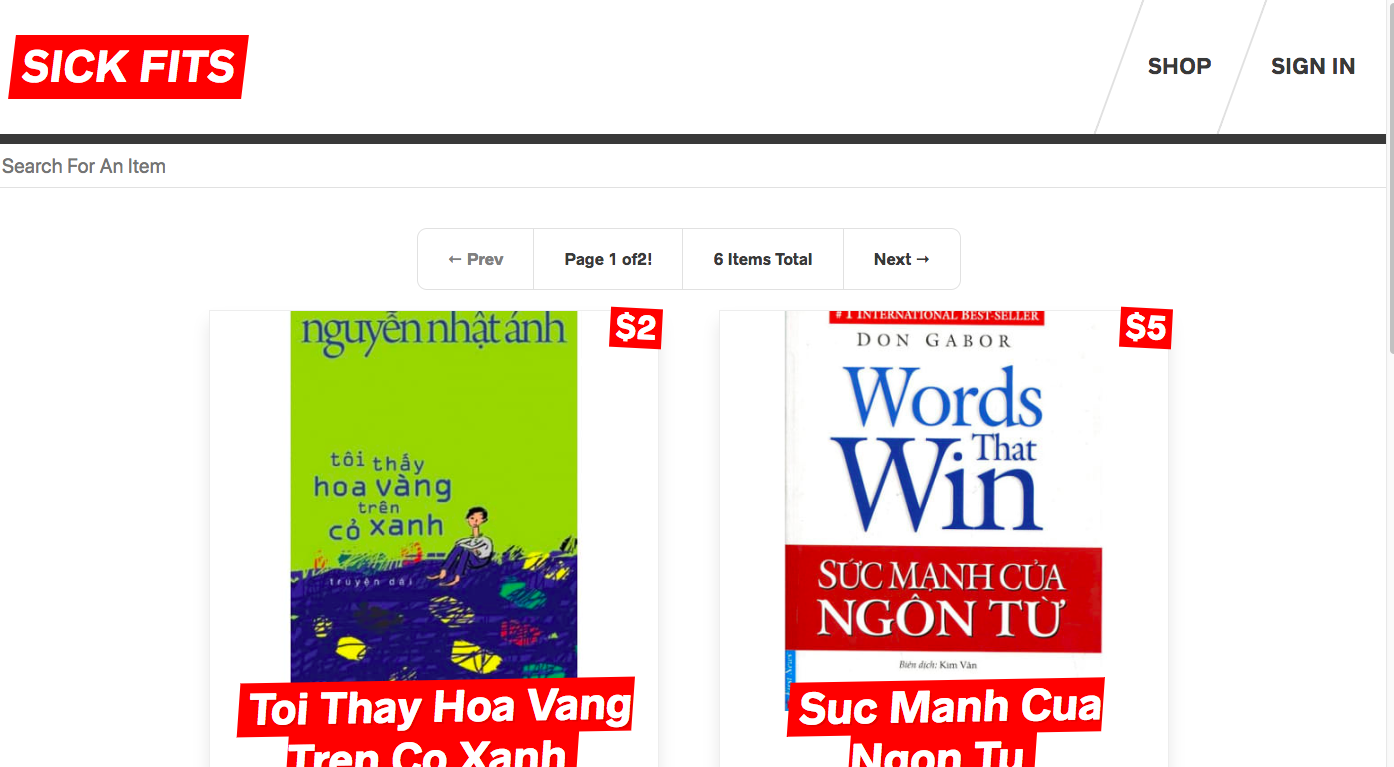 SICK FITS
SHOP
SIGN IN
Search For An Item
← Prev
Page 1 of2!
6 Items Total
Next →
nguyễn nhật ánh
$2
tôi thấy
hoa vàng
trên
cỏ xanh
truyện dài
Toi Thay Hoa Vang
Tren Co Xanh
#1 INTERNATIONAL BEST-SELLER
$5
DON GABOR
Words
That
Win
SỨC MẠNH CỦA
NGÔN TỪ
Biên dịch: Kim Vân
First News
Suc Manh Cua
Ngon Tu